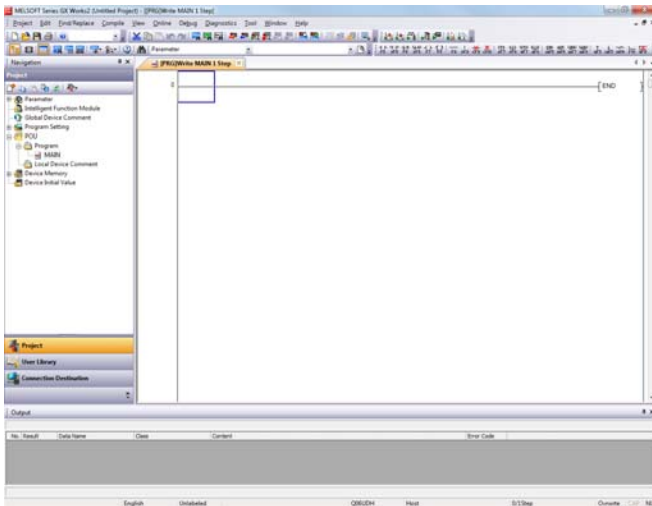 MELSOFT Series GX Works2 (Untitled Project) - [[PRG]Write MAIN 1 Step]
Project Edit Find/Replace Compile View Online Debug Diagnostics Tool Window Help
Parameter
Navigation
[PRG]Write MAIN 1 Step
Project
Parameter
Intelligent Function Module
Global Device Comment
Program Setting
POU
Program
MAIN
Local Device Comment
Device Memory
Device Initial Value
0
END
Project
User Library
Connection Destination
Output
No. Result Data Name Class Content Error Code
English Unlabeled Host 0/1Step Ovrwrte CAP